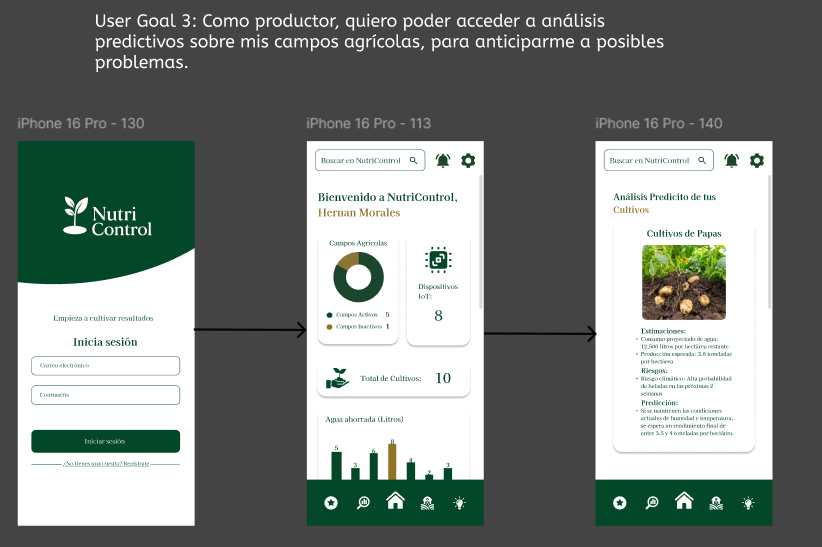 User Goal 3: Como productor, quiero poder acceder a análisis
predictivos sobre mis campos agrícolas, para anticiparme a posibles
problemas.
iPhone 16 Pro - 130
Nutri
Control
Empieza a cultivar resultados
Inicia sesión
Correo electrónico
Contraseña
Iniciar sesión
¿No tienes una cuenta? Regístrate
iPhone 16 Pro - 113
Buscar en NutriControl
Bienvenido a NutriControl,
Hernan Morales
Campos Agrícolas
Campos Activos 5
Campos Inactivos 1
Dispositivos
IoT:
8
Total de Cultivos: 10
Agua ahorrada (Litros)
5
3
6
8
4
2
3
iPhone 16 Pro - 140
Buscar en NutriControl
Análisis Predicito de tus
Cultivos
Cultivos de Papas
Estimaciones:
• Consumo proyectado de agua:
12,500 litros por hectárea restante
• Producción esperada: 3,8 toneladas
por hectárea
Riesgos:
• Riesgo climático: Alta probabilidad
de heladas en las próximas 2
semanas
Predicción:
• Si se mantienen las condiciones
actuales de humedad y temperatura,
se espera un rendimiento final de
entre 3,5 y 4 toneladas por hectárea.